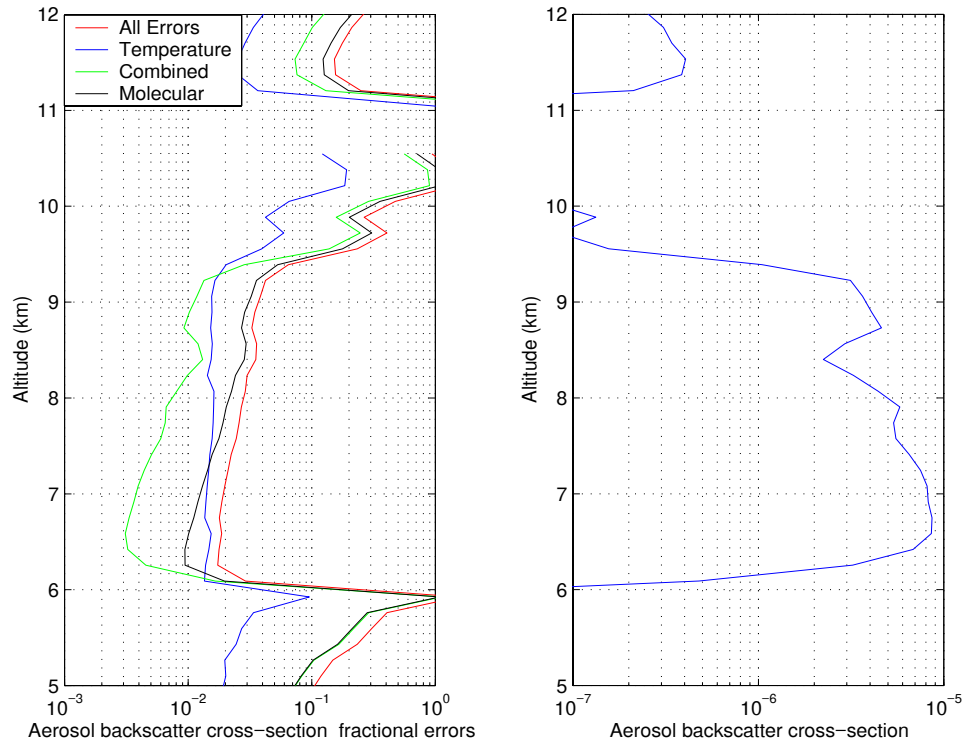 All Errors
Temperature
Combined
Molecular
12
11
10
9
8
7
6
5
Altitude (km)
10^-3
10^-2
10^-1
10^0
Aerosol backscatter cross-section fractional errors
12
11
10
9
8
7
6
5
Altitude (km)
10^-7
10^-6
10^-5
Aerosol backscatter cross-section